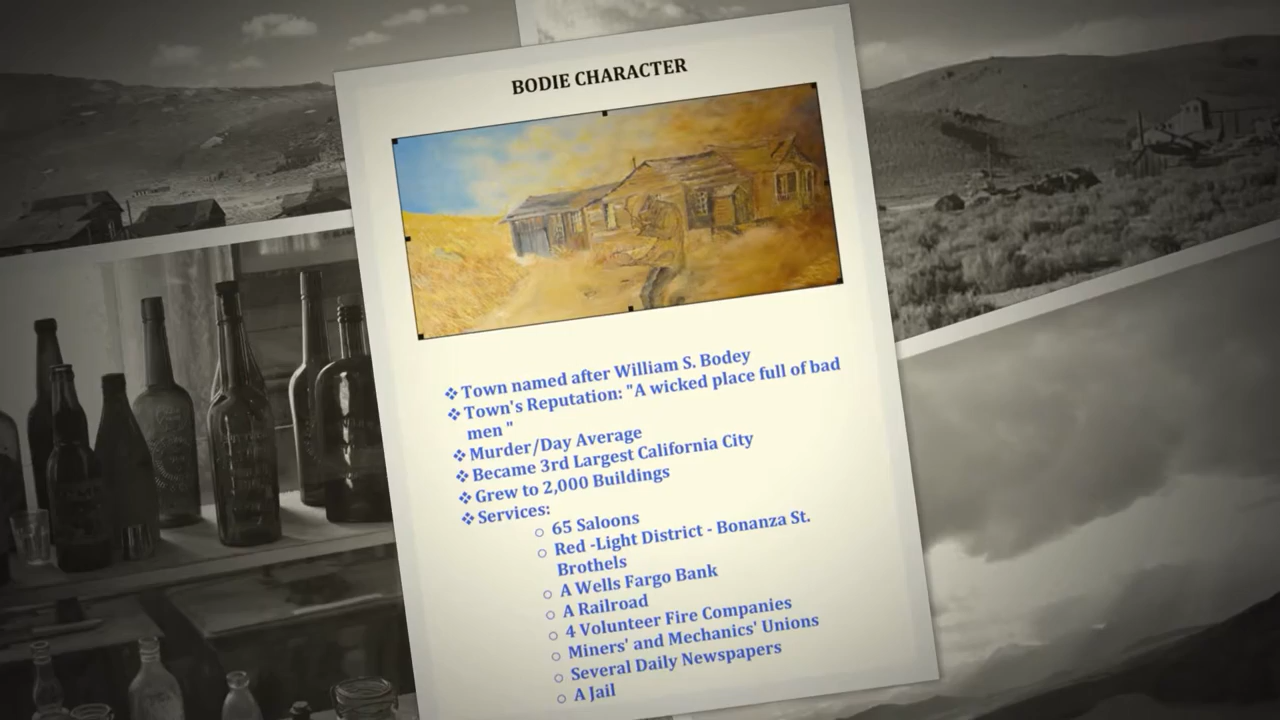 BODIE CHARACTER
❖ Town named after William S. Bodey
❖ Town's Reputation: "A wicked place full of bad
men "
❖ Murder/Day Average
❖ Became 3rd Largest California City
❖ Grew to 2,000 Buildings
❖ Services:
○ 65 Saloons
○ Red -Light District - Bonanza St.
Brothels
○ A Wells Fargo Bank
○ A Railroad
○ 4 Volunteer Fire Companies
○ Miners' and Mechanics' Unions
○ Several Daily Newspapers
○ A Jail